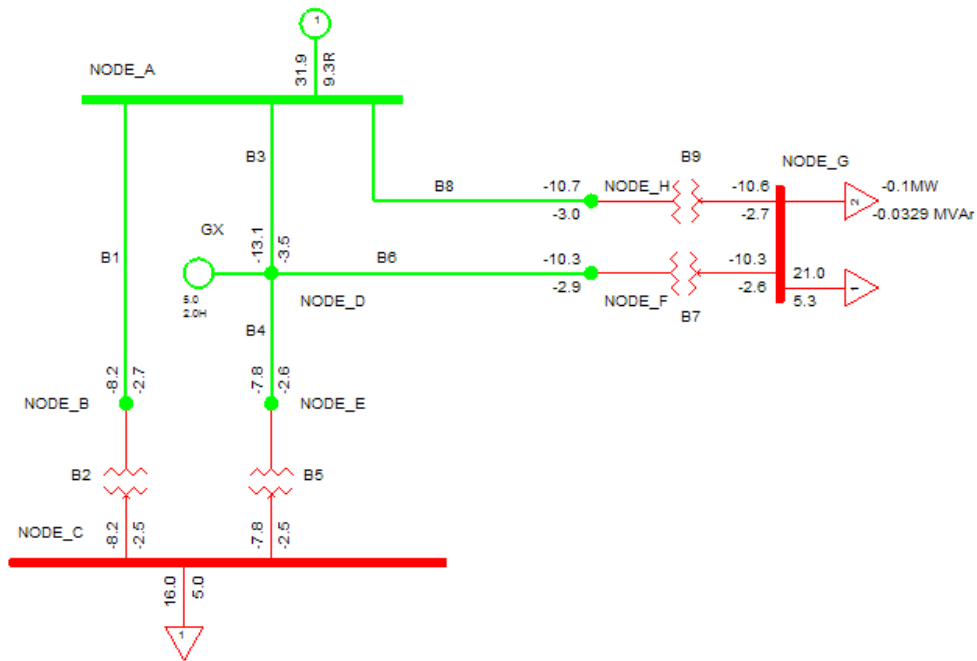 1
31.9
9.3R
NODE_A
B3
B9
NODE_G
B8
-10.7
NODE_H
-10.6
-0.1MW
-3.0
-2.7
2
-0.0329 MVAr
GX
-13.1
-3.5
B1
B6
-10.3
-10.3
21.0
5.0
2.0H
NODE_D
-2.9
NODE_F
-2.6
5.3
1
B4
B7
-8.2
-2.7
-7.8
-2.6
NODE_B
NODE_E
B2
B5
NODE_C
-8.2
-2.5
-7.8
-2.5
16.0
5.0
1